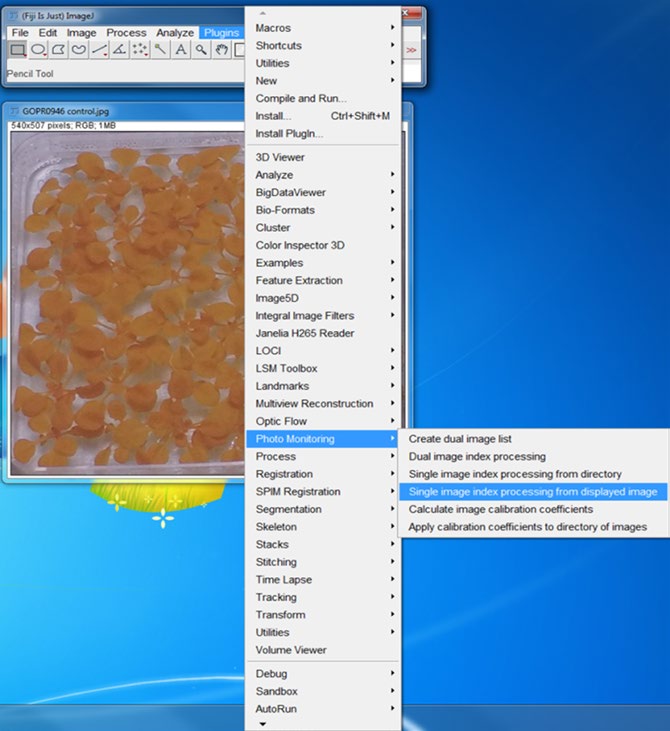 (Fiji Is Just) ImageJ
File Edit Image Process Analyze Plugins
A
>>
Pencil Tool
GOPR0946 control.jpg
540x507 pixels; RGB; 1MB
Macros
Shortcuts
Utilities
New
Compile and Run...
Install... Ctrl+Shift+M
Install PlugIn...
3D Viewer
Analyze
BigDataViewer
Bio-Formats
Cluster
Color Inspector 3D
Examples
Feature Extraction
Image5D
Integral Image Filters
Janelia H265 Reader
LOCI
LSM Toolbox
Landmarks
Multiview Reconstruction
Optic Flow
Photo Monitoring
Create dual image list
Dual image index processing
Single image index processing from directory
Single image index processing from displayed image
Calculate image calibration coefficients
Apply calibration coefficients to directory of images
Process
Registration
SPIM Registration
Segmentation
Skeleton
Stacks
Stitching
Time Lapse
Tracking
Transform
Utilities
Volume Viewer
Debug
Sandbox
AutoRun